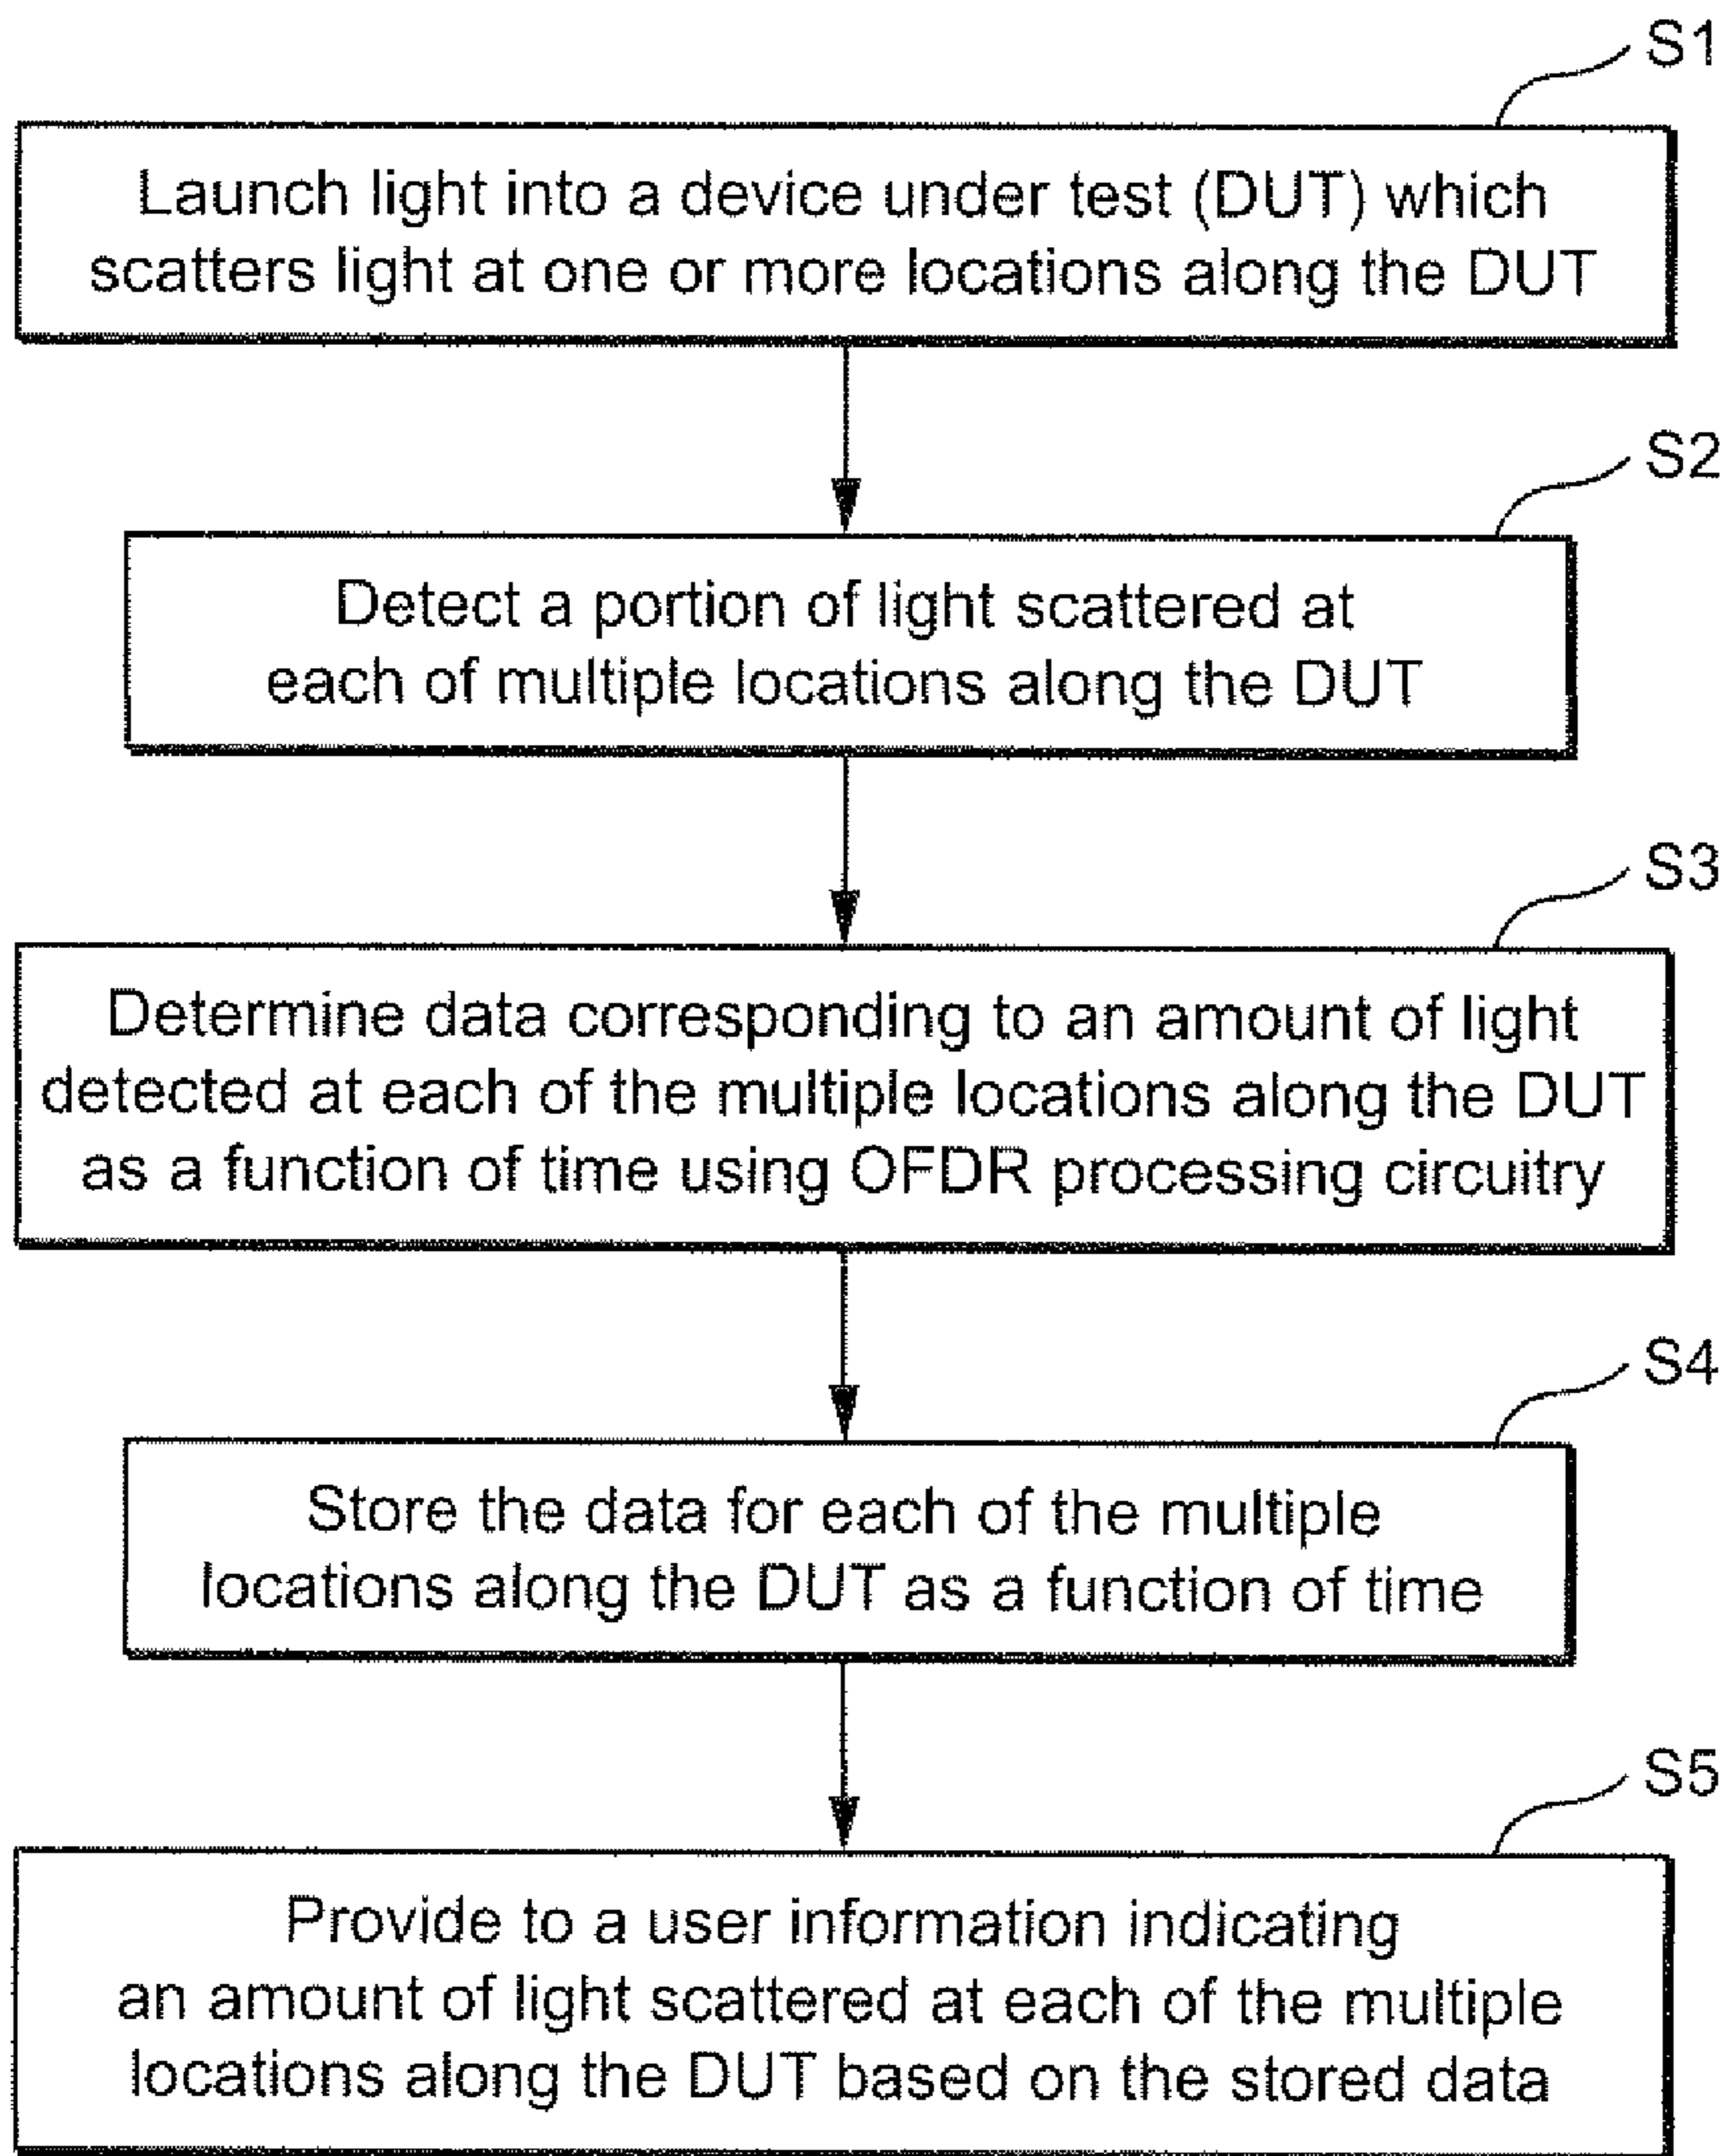 S1
Launch light into a device under test (DUT) which
scatters light at one or more locations along the DUT
S2
Detect a portion of light scattered at
each of multiple locations along the DUT
S3
Determine data corresponding to an amount of light
detected at each of the multiple locations along the DUT
as a function of time using OFDR processing circuitry
S4
Store the data for each of the multiple
locations along the DUT as a function of time
S5
Provide to a user information indicating
an amount of light scattered at each of the multiple
locations along the DUT based on the stored data